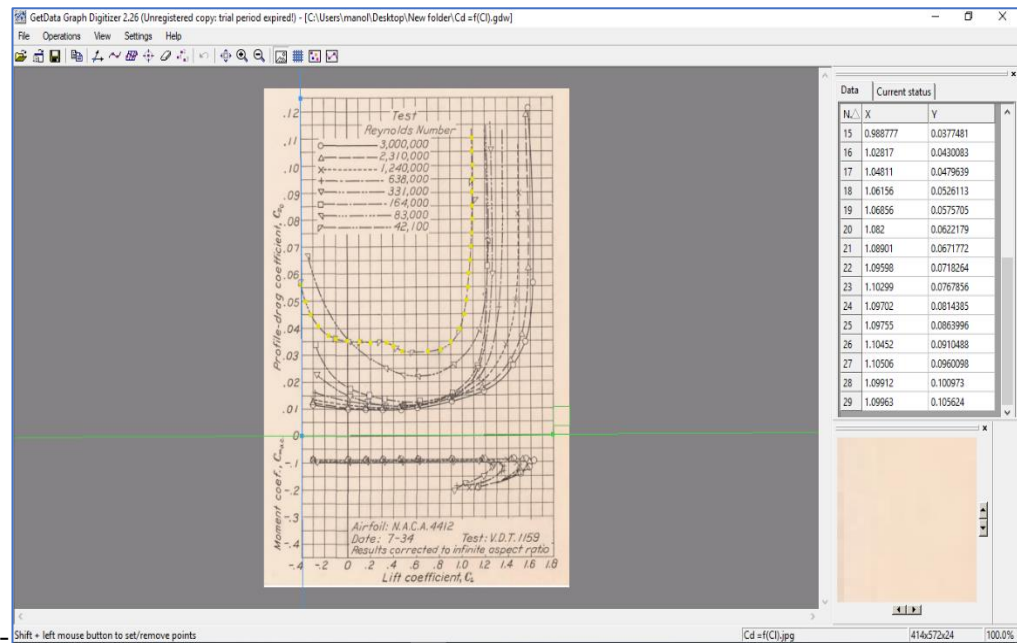 GetData Graph Digitizer 2.26 (Unregistered copy: trial period expired!) - [C:\Users\manol\Desktop\New folder\Cd =f(Cl).gdw]
File Operations View Settings Help
.12
.11
.10
.09
.08
.07
.06
.05
.04
.03
.02
.01
0
-.1
-.2
-.3
-.4
Profile-drag coefficient, C
Moment coef., C
Test
Reynolds Number
3,000,000
2,310,000
1,240,000
638,000
331,000
164,000
83,000
42,100
Airfoil: N.A.C.A. 4412
Date: 7-34 Test: V.D.T. 1159
Results corrected to infinite aspect ratio
-.4 -.2 0 .2 .4 .6 .8 1.0 1.2 1.4 1.6 1.8
Lift coefficient, C
Data Current status
N. X Y
15 0.988777 0.0377481
16 1.02817 0.0430083
17 1.04811 0.0479639
18 1.06156 0.0526113
19 1.06856 0.0575705
20 1.082 0.0622179
21 1.08901 0.0671772
22 1.09598 0.0718264
23 1.10299 0.0767856
24 1.09702 0.0814385
25 1.09755 0.0863996
26 1.10452 0.0910488
27 1.10506 0.0960098
28 1.09912 0.100973
29 1.09963 0.105624
Shift + left mouse button to set/remove points
Cd =f(Cl).jpg
414x572x24
100.0%